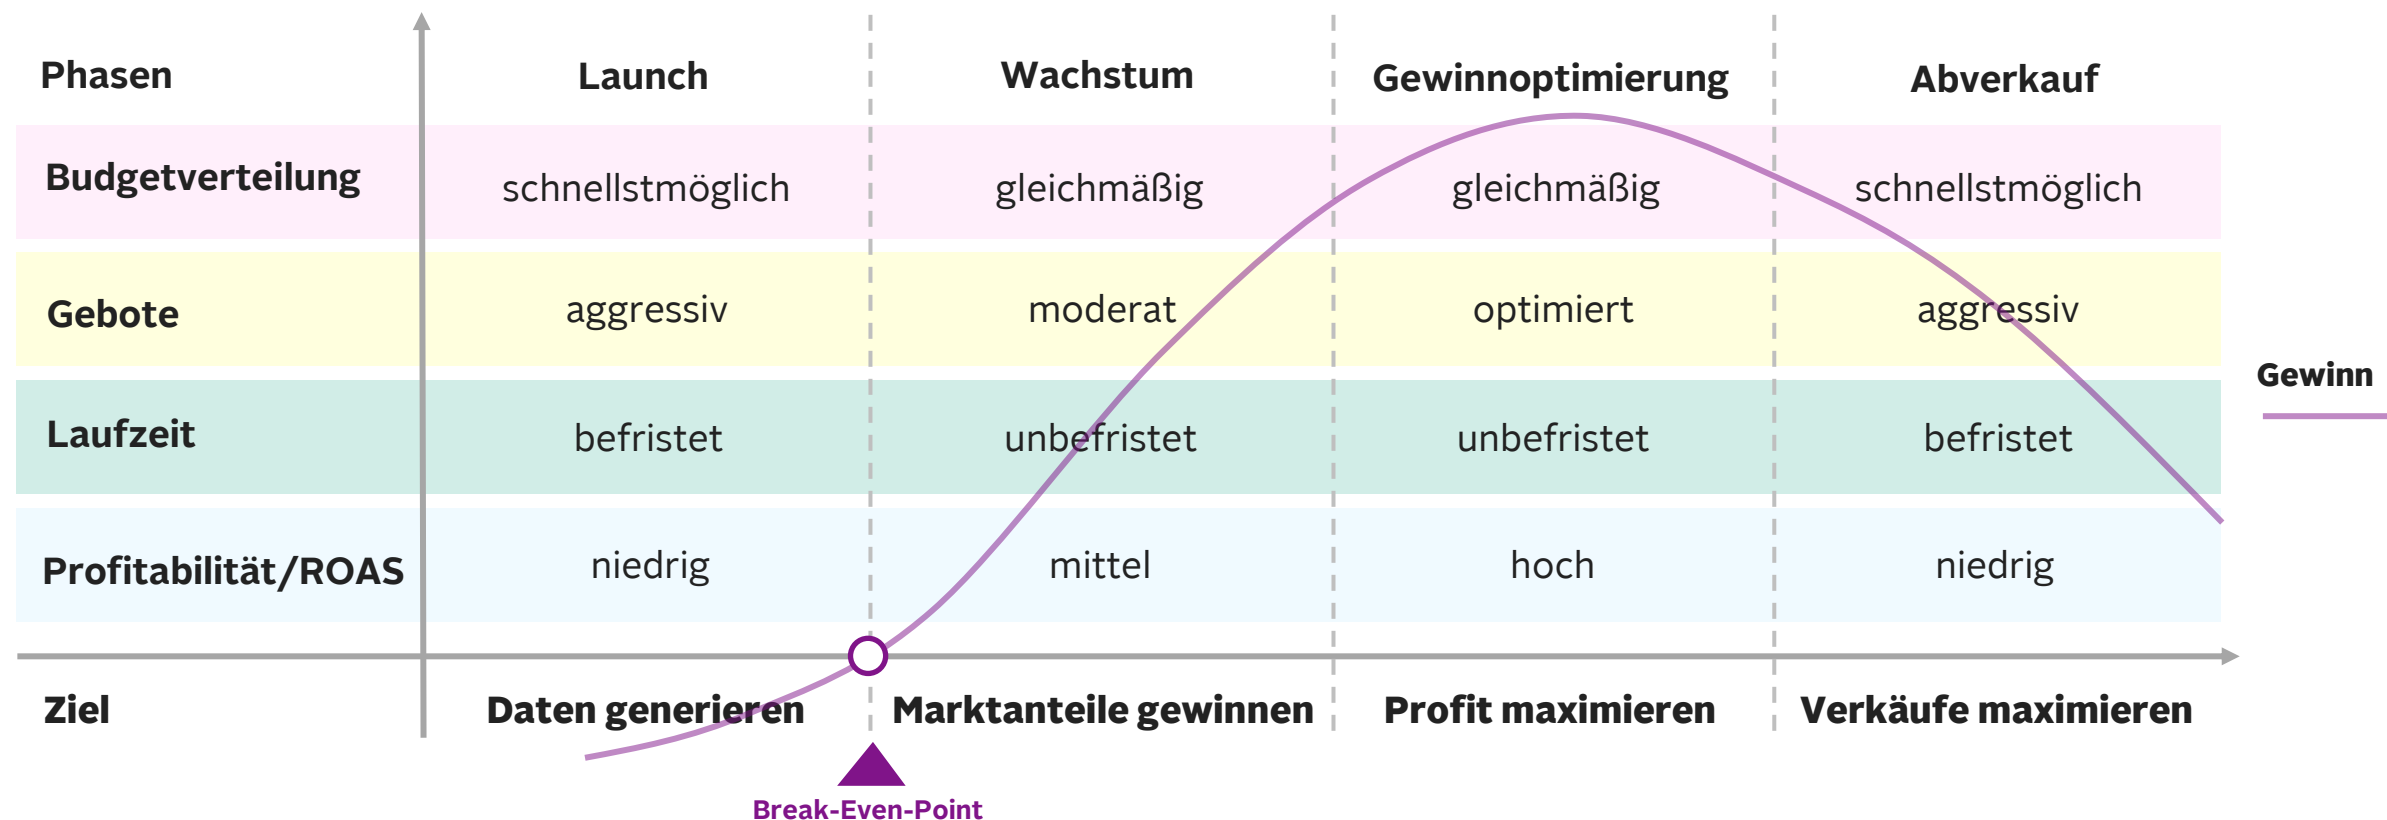 Phasen Launch Wachstum Gewinnoptimierung Abverkauf
Budgetverteilung schnellstmöglich gleichmäßig gleichmäßig schnellstmöglich
Gebote aggressiv moderat optimiert aggressiv
Gewinn
Laufzeit befristet unbefristet unbefristet befristet
Profitabilität/ROAS niedrig mittel hoch niedrig
Ziel Daten generieren Marktanteile gewinnen Profit maximieren Verkäufe maximieren
Break-Even-Point